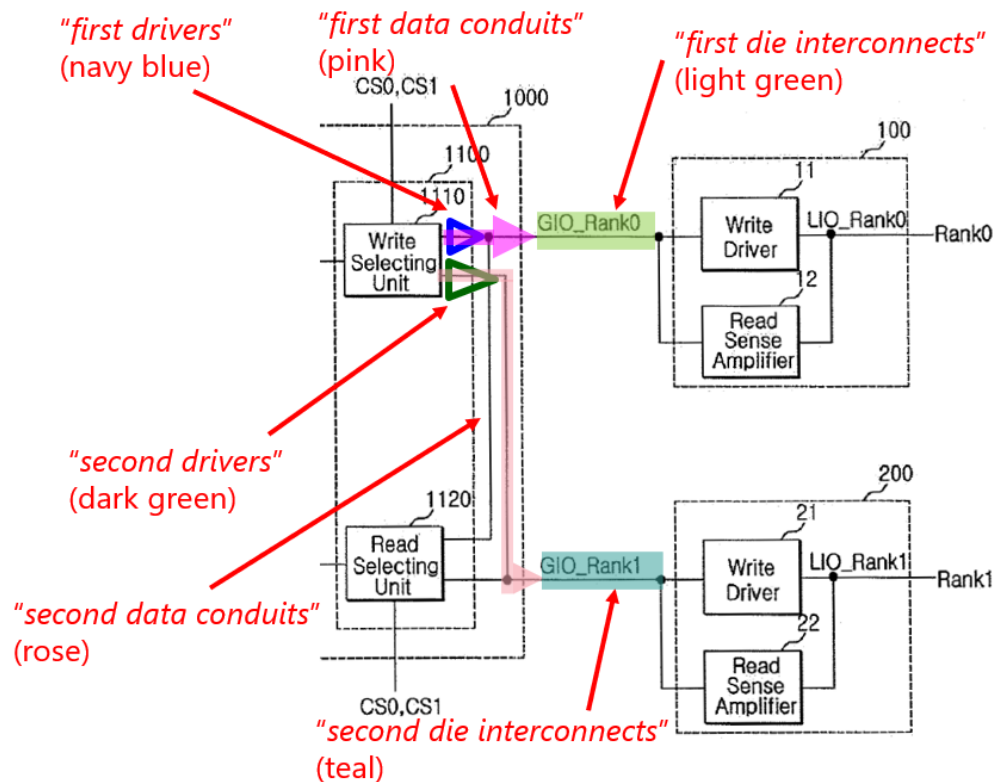 "first drivers"
(navy blue)
"first data conduits"
(pink)
"first die interconnects"
(light green)
CS0,CS1
1000
1100
1110
Write
Selecting
Unit
GIO_Rank0
100
11
Write
Driver
LIO_Rank0
Rank0
12
Read
Sense
Amplifier
"second drivers"
(dark green)
1120
Read
Selecting
Unit
"second data conduits"
(rose)
CS0,CS1
GIO_Rank1
200
21
Write
Driver
LIO_Rank1
Rank1
22
Read
Sense
Amplifier
"second die interconnects"
(teal)